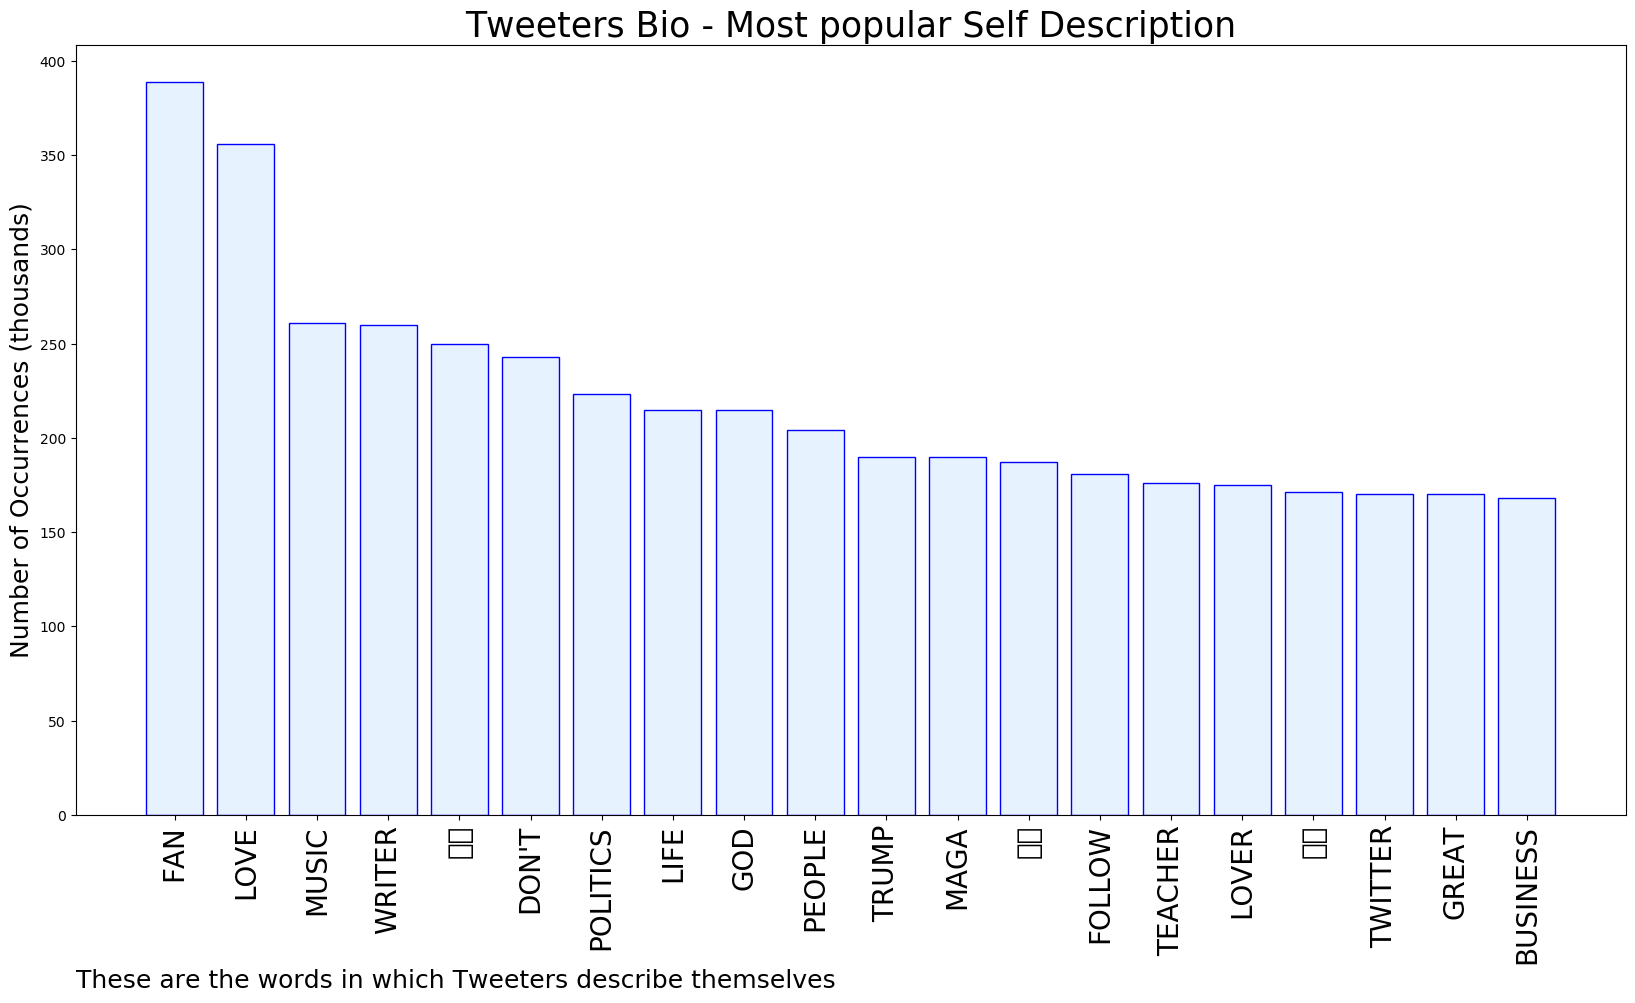 Tweeters Bio - Most popular Self Description
Number of Occurrences (thousands)
400
350
300
250
200
150
100
50
0
FAN
LOVE
MUSIC
WRITER
DON'T
POLITICS
LIFE
GOD
PEOPLE
TRUMP
MAGA
FOLLOW
TEACHER
LOVER
TWITTER
GREAT
BUSINESS
These are the words in which Tweeters describe themselves